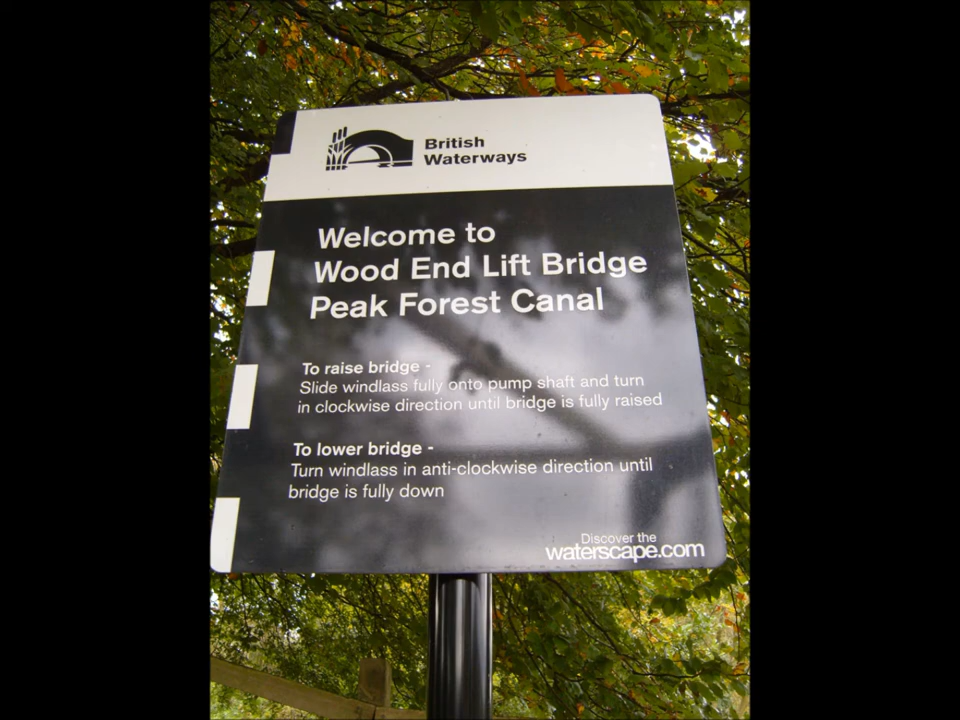 British
Waterways
Welcome to
Wood End Lift Bridge
Peak Forest Canal
To raise bridge -
Slide windlass fully onto pump shaft and turn
in clockwise direction until bridge is fully raised
To lower bridge -
Turn windlass in anti-clockwise direction until
bridge is fully down
Discover the
waterscape.com